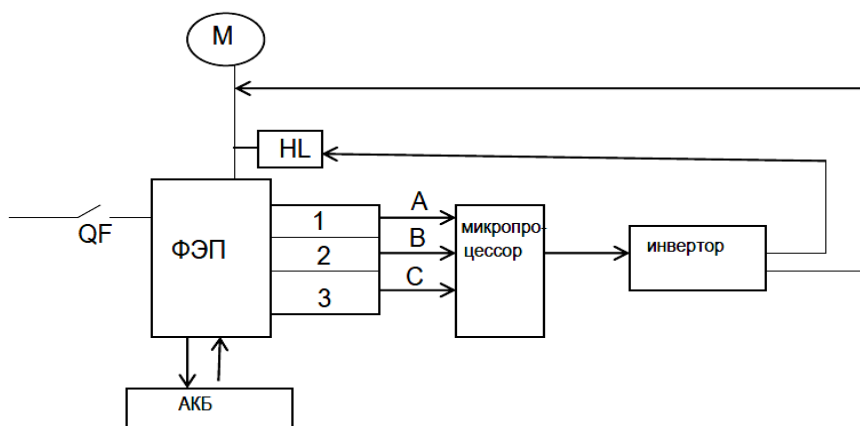 M
HL
QF
ФЭП
1
2
3
A
B
C
микропро-
цессор
инвертор
АКБ